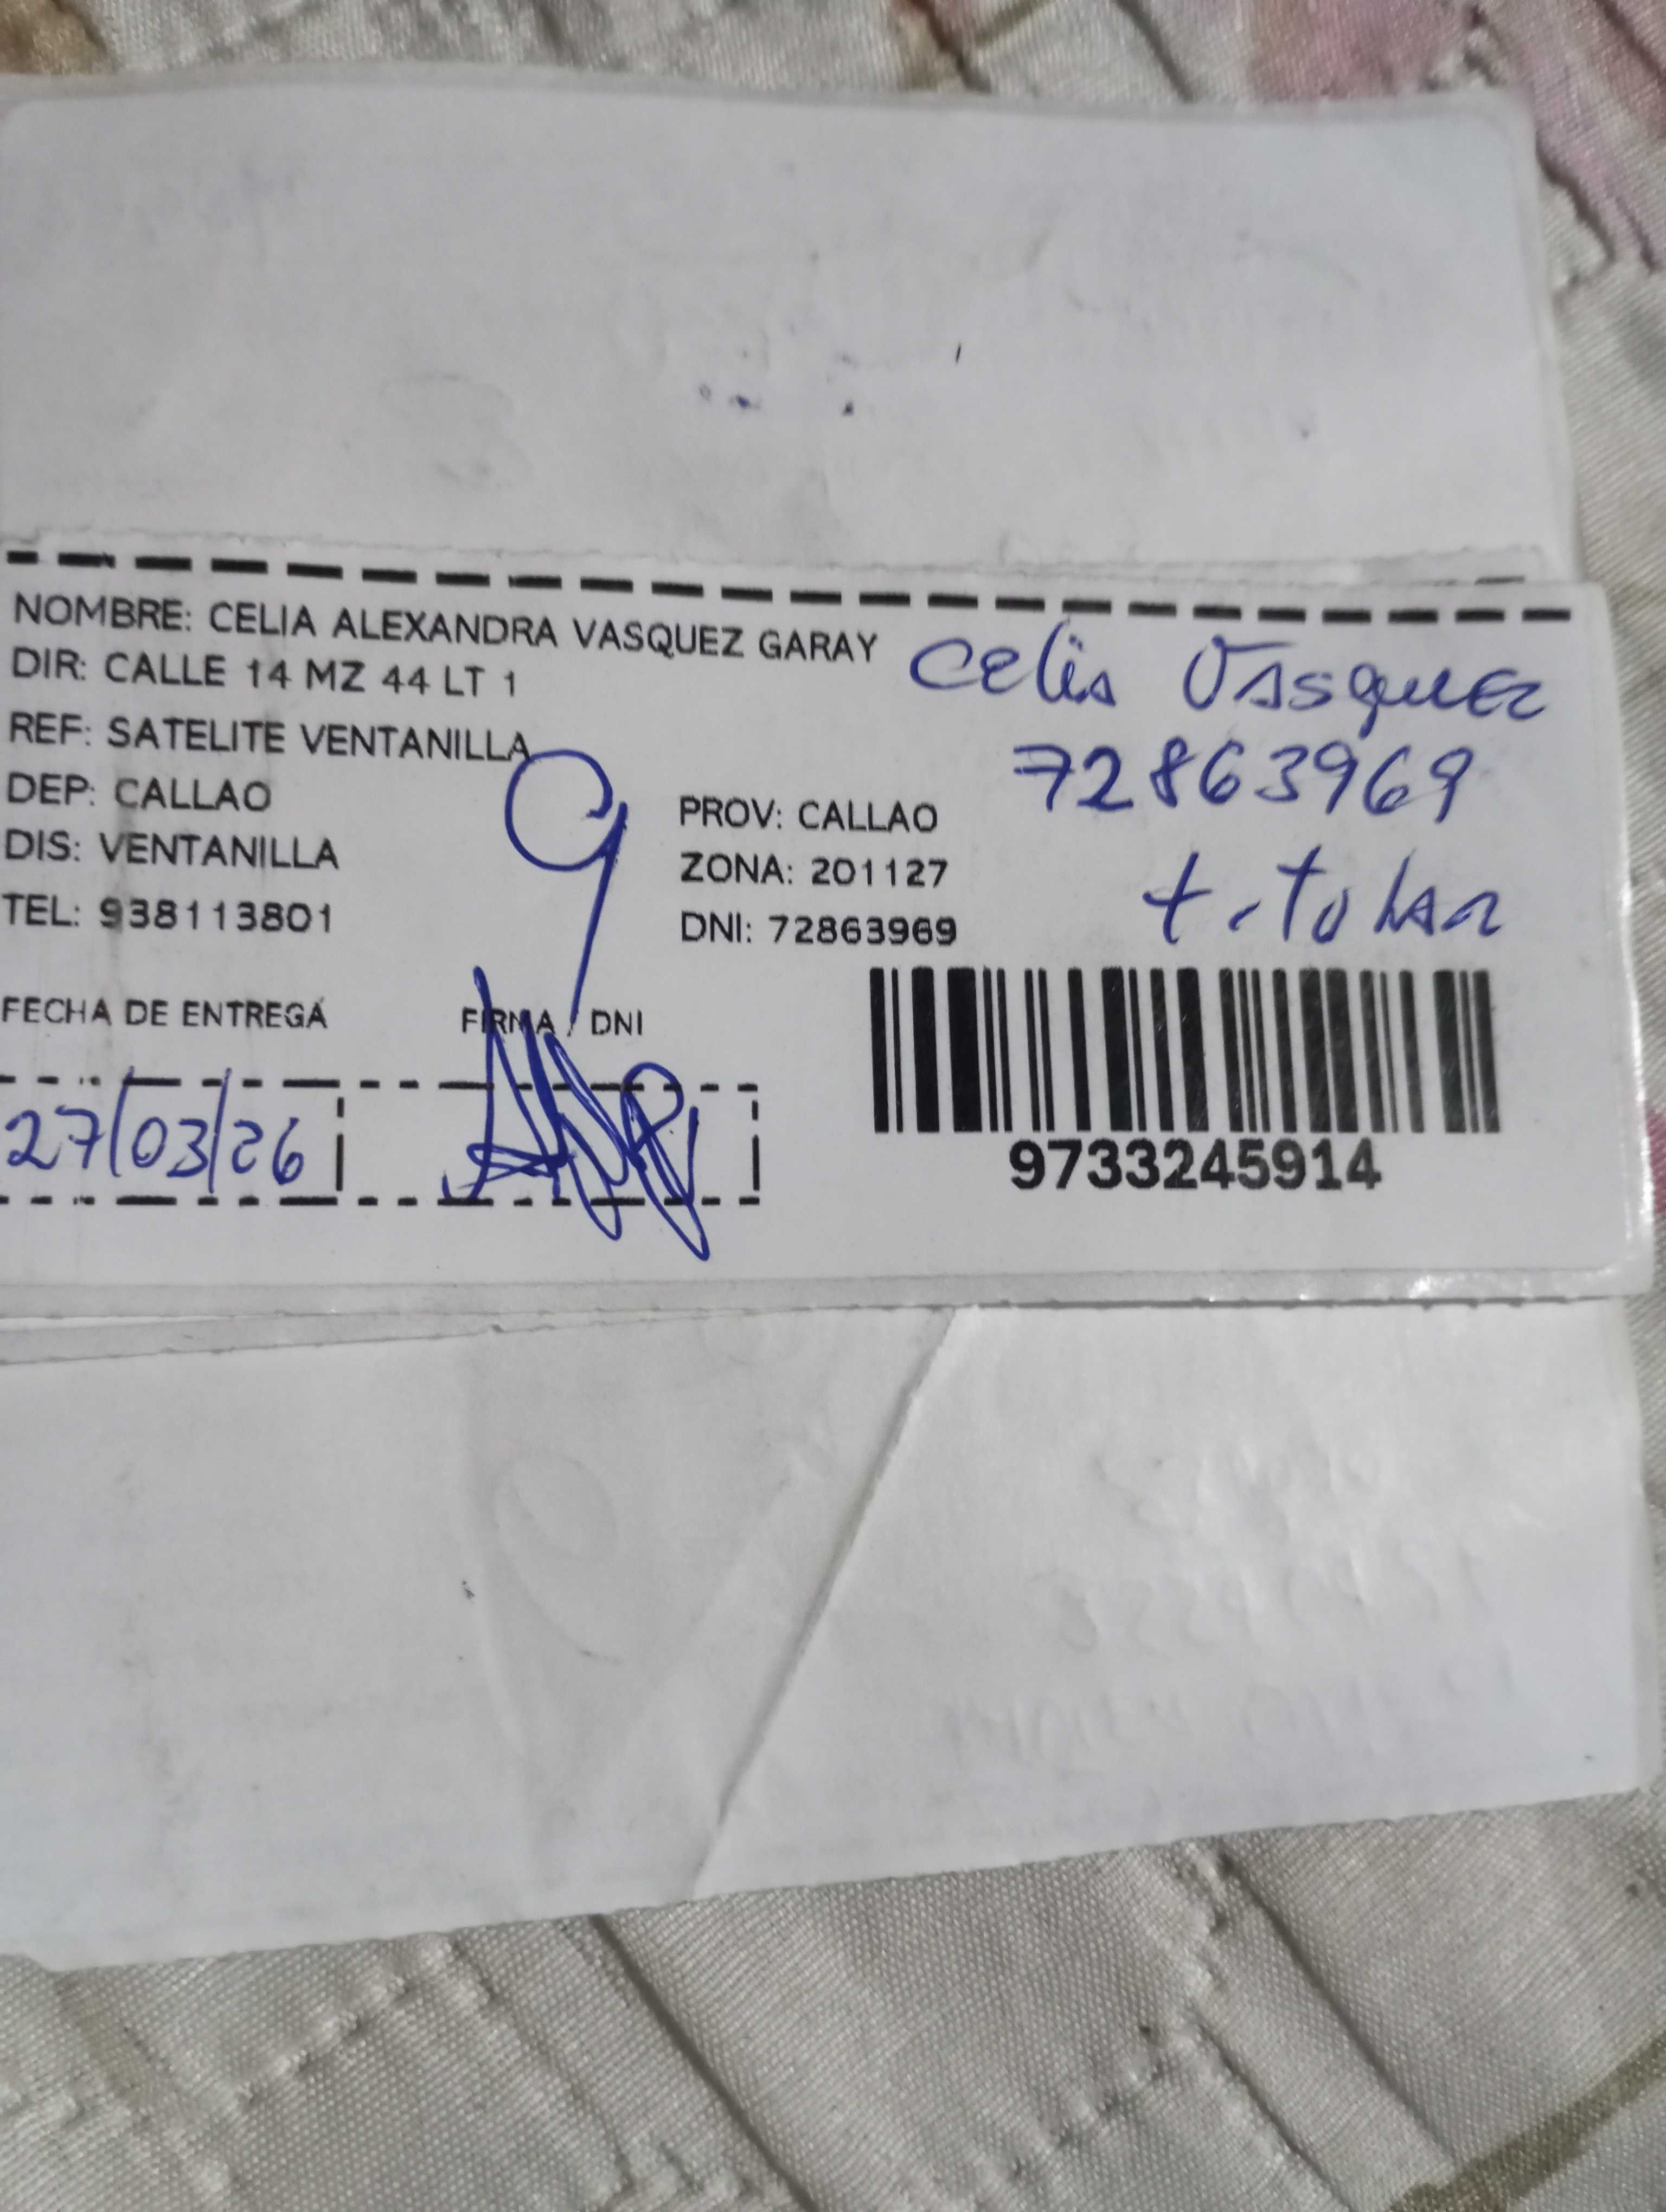 NOMBRE: CELIA ALEXANDRA VASQUEZ GARAY
Celia Vasquez
DIR: CALLE 14 MZ 44 LT 1
72863969
REF: SATELITE VENTANILLA
DEP: CALLAO
PROV: CALLAO
titular
DIS: VENTANILLA
ZONA: 201127
TEL: 938113801
DNI: 72863969
9
FECHA DE ENTREGA
FIRMA / DNI
27/03/26
9733245914